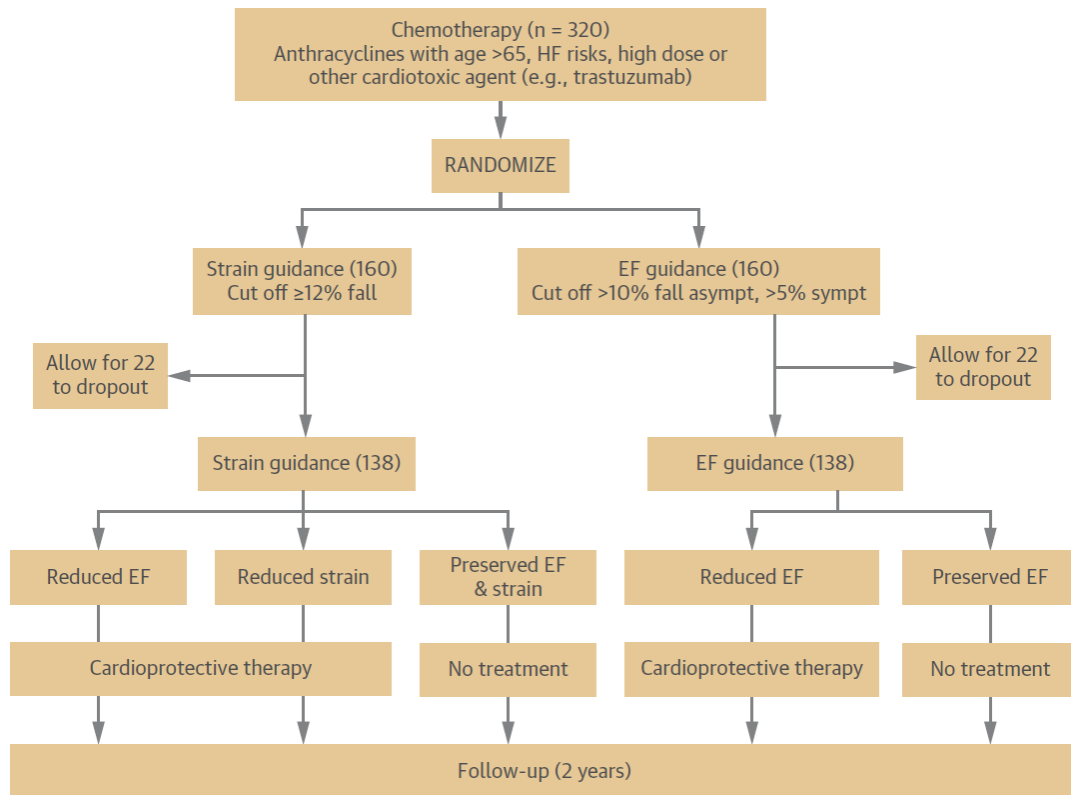 Chemotherapy (n = 320)
Anthracyclines with age >65, HF risks, high dose or
other cardiotoxic agent (e.g., trastuzumab)
RANDOMIZE
Strain guidance (160)
Cut off ≥12% fall
EF guidance (160)
Cut off >10% fall asympt, >5% sympt
Allow for 22
to dropout
Allow for 22
to dropout
Strain guidance (138)
EF guidance (138)
Reduced EF
Reduced strain
Preserved EF
& strain
Reduced EF
Preserved EF
Cardioprotective therapy
No treatment
Cardioprotective therapy
No treatment
Follow-up (2 years)